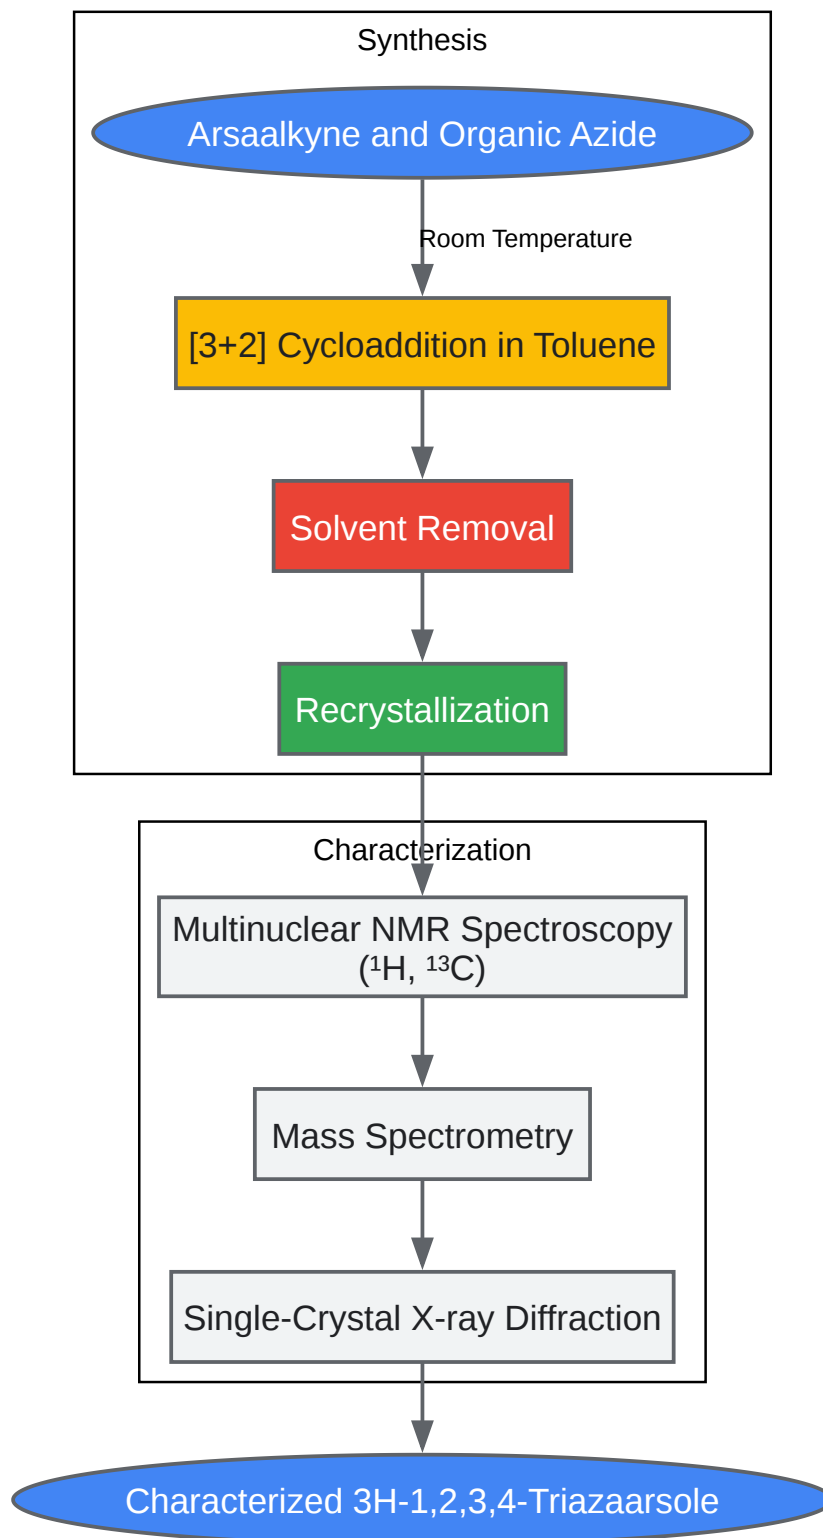 Synthesis
Arsaalkyne and Organic Azide
Room Temperature
[3+2] Cycloaddition in Toluene
Solvent Removal
Recrystallization
Characterization
Multinuclear NMR Spectroscopy
(¹H, ¹³C)
Mass Spectrometry
Single-Crystal X-ray Diffraction
Characterized 3H-1,2,3,4-Triazaarsole